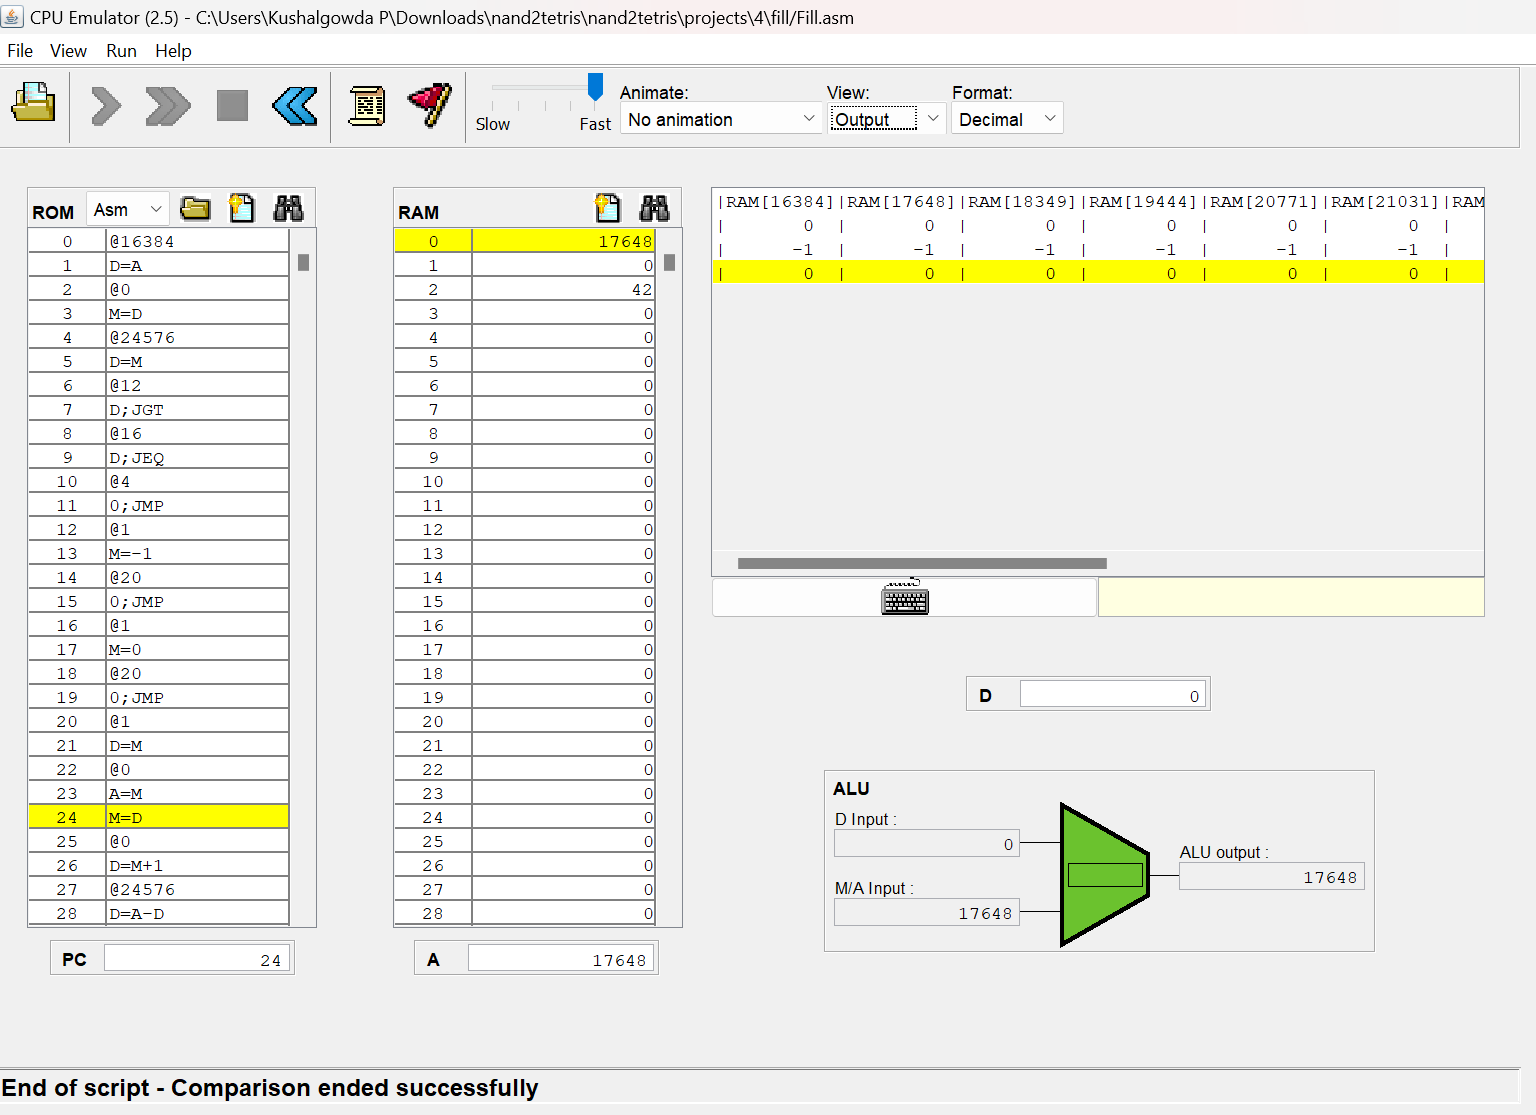 CPU Emulator (2.5) - C:\Users\Kushalgowda P\Downloads\nand2tetris\nand2tetris\projects\4\fill/Fill.asm
File View Run Help
Slow Fast
Animate: View: Format:
No animation Output Decimal
ROM Asm
0 @16384
1 D=A
2 @0
3 M=D
4 @24576
5 D=M
6 @12
7 D;JGT
8 @16
9 D;JEQ
10 @4
11 0;JMP
12 @1
13 M=-1
14 @20
15 0;JMP
16 @1
17 M=0
18 @20
19 0;JMP
20 @1
21 D=M
22 @0
23 A=M
24 M=D
25 @0
26 D=M+1
27 @24576
28 D=A-D
PC 24
RAM
0 17648
1 0
2 42
3 0
4 0
5 0
6 0
7 0
8 0
9 0
10 0
11 0
12 0
13 0
14 0
15 0
16 0
17 0
18 0
19 0
20 0
21 0
22 0
23 0
24 0
25 0
26 0
27 0
28 0
A 17648
|RAM[16384]|RAM[17648]|RAM[18349]|RAM[19444]|RAM[20771]|RAM[21031]|RAM
| 0 | 0 | 0 | 0 | 0 | 0 |
| -1 | -1 | -1 | -1 | -1 | -1 |
| 0 | 0 | 0 | 0 | 0 | 0 |
D 0
ALU
D Input :
0
M/A Input :
17648
ALU output :
17648
End of script - Comparison ended successfully